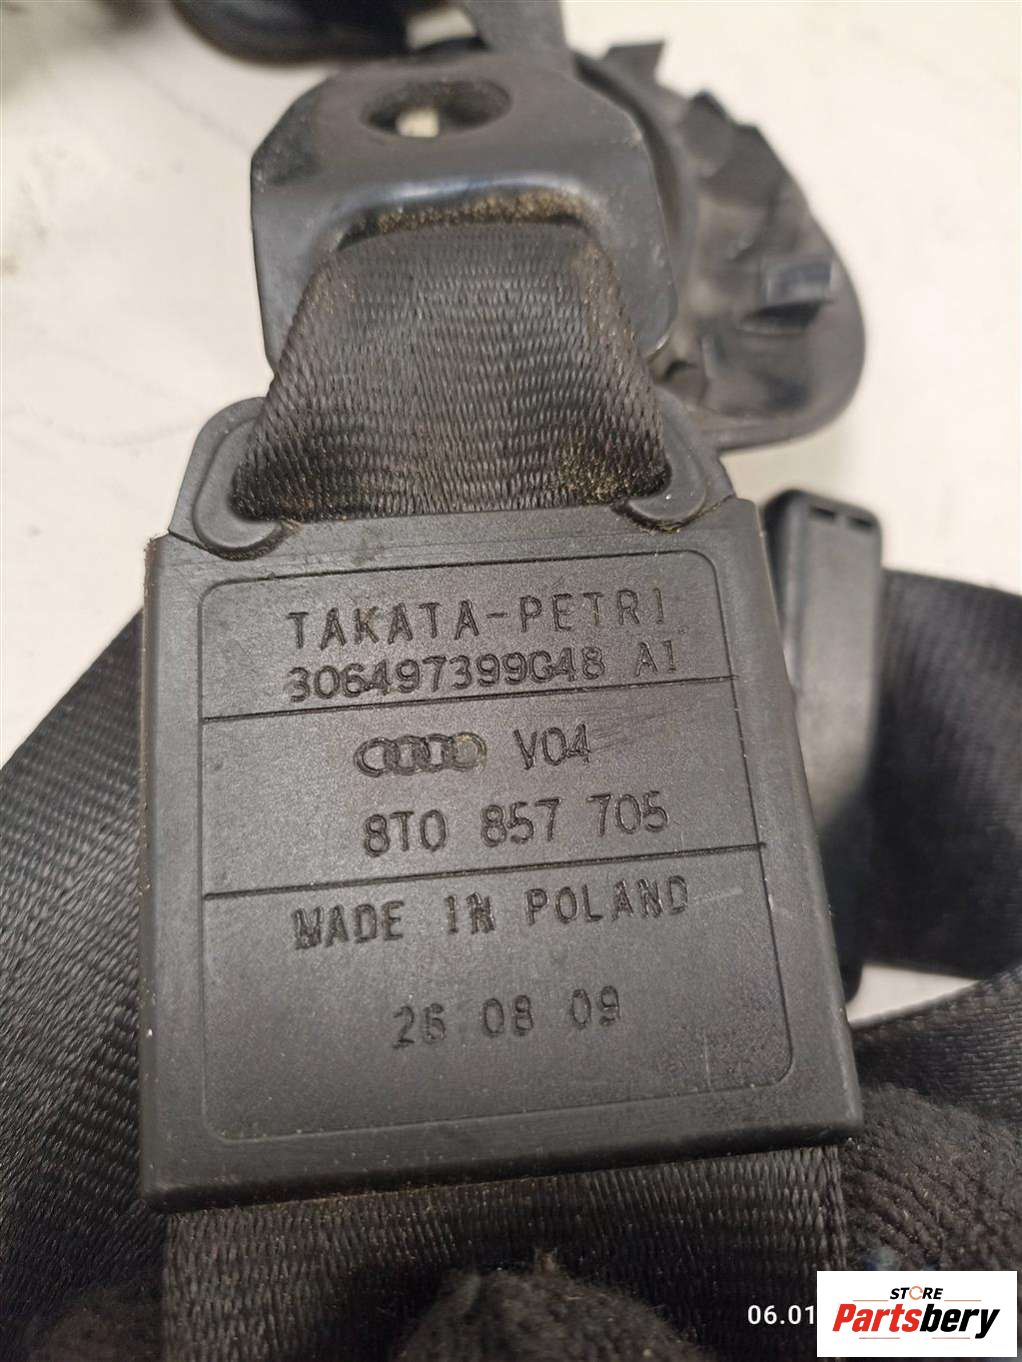 TAKATA-PETRI
306497399G48 A1
V04
8T0 857 705
MADE IN POLAND
26 08 09
06.01
STORE
Partsbery